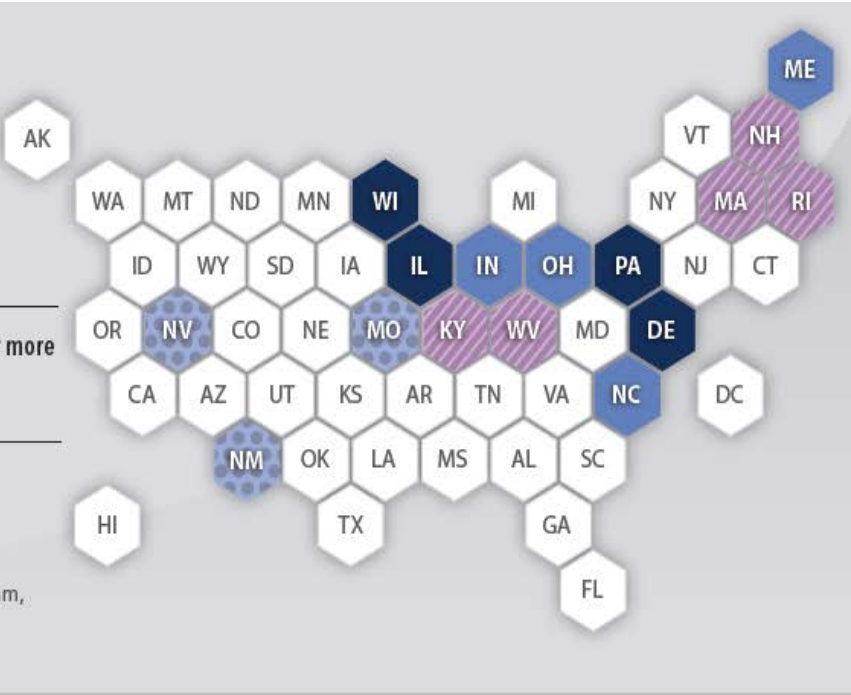 ME
AK
VT NH
WA MT ND MN WI MI NY MA RI
ID WY SD IA IL IN OH PA NJ CT
OR NV CO NE MO KY WV MD DE
more
CA AZ UT KS AR TN VA NC DC
NM OK LA MS AL SC
HI TX GA
FL